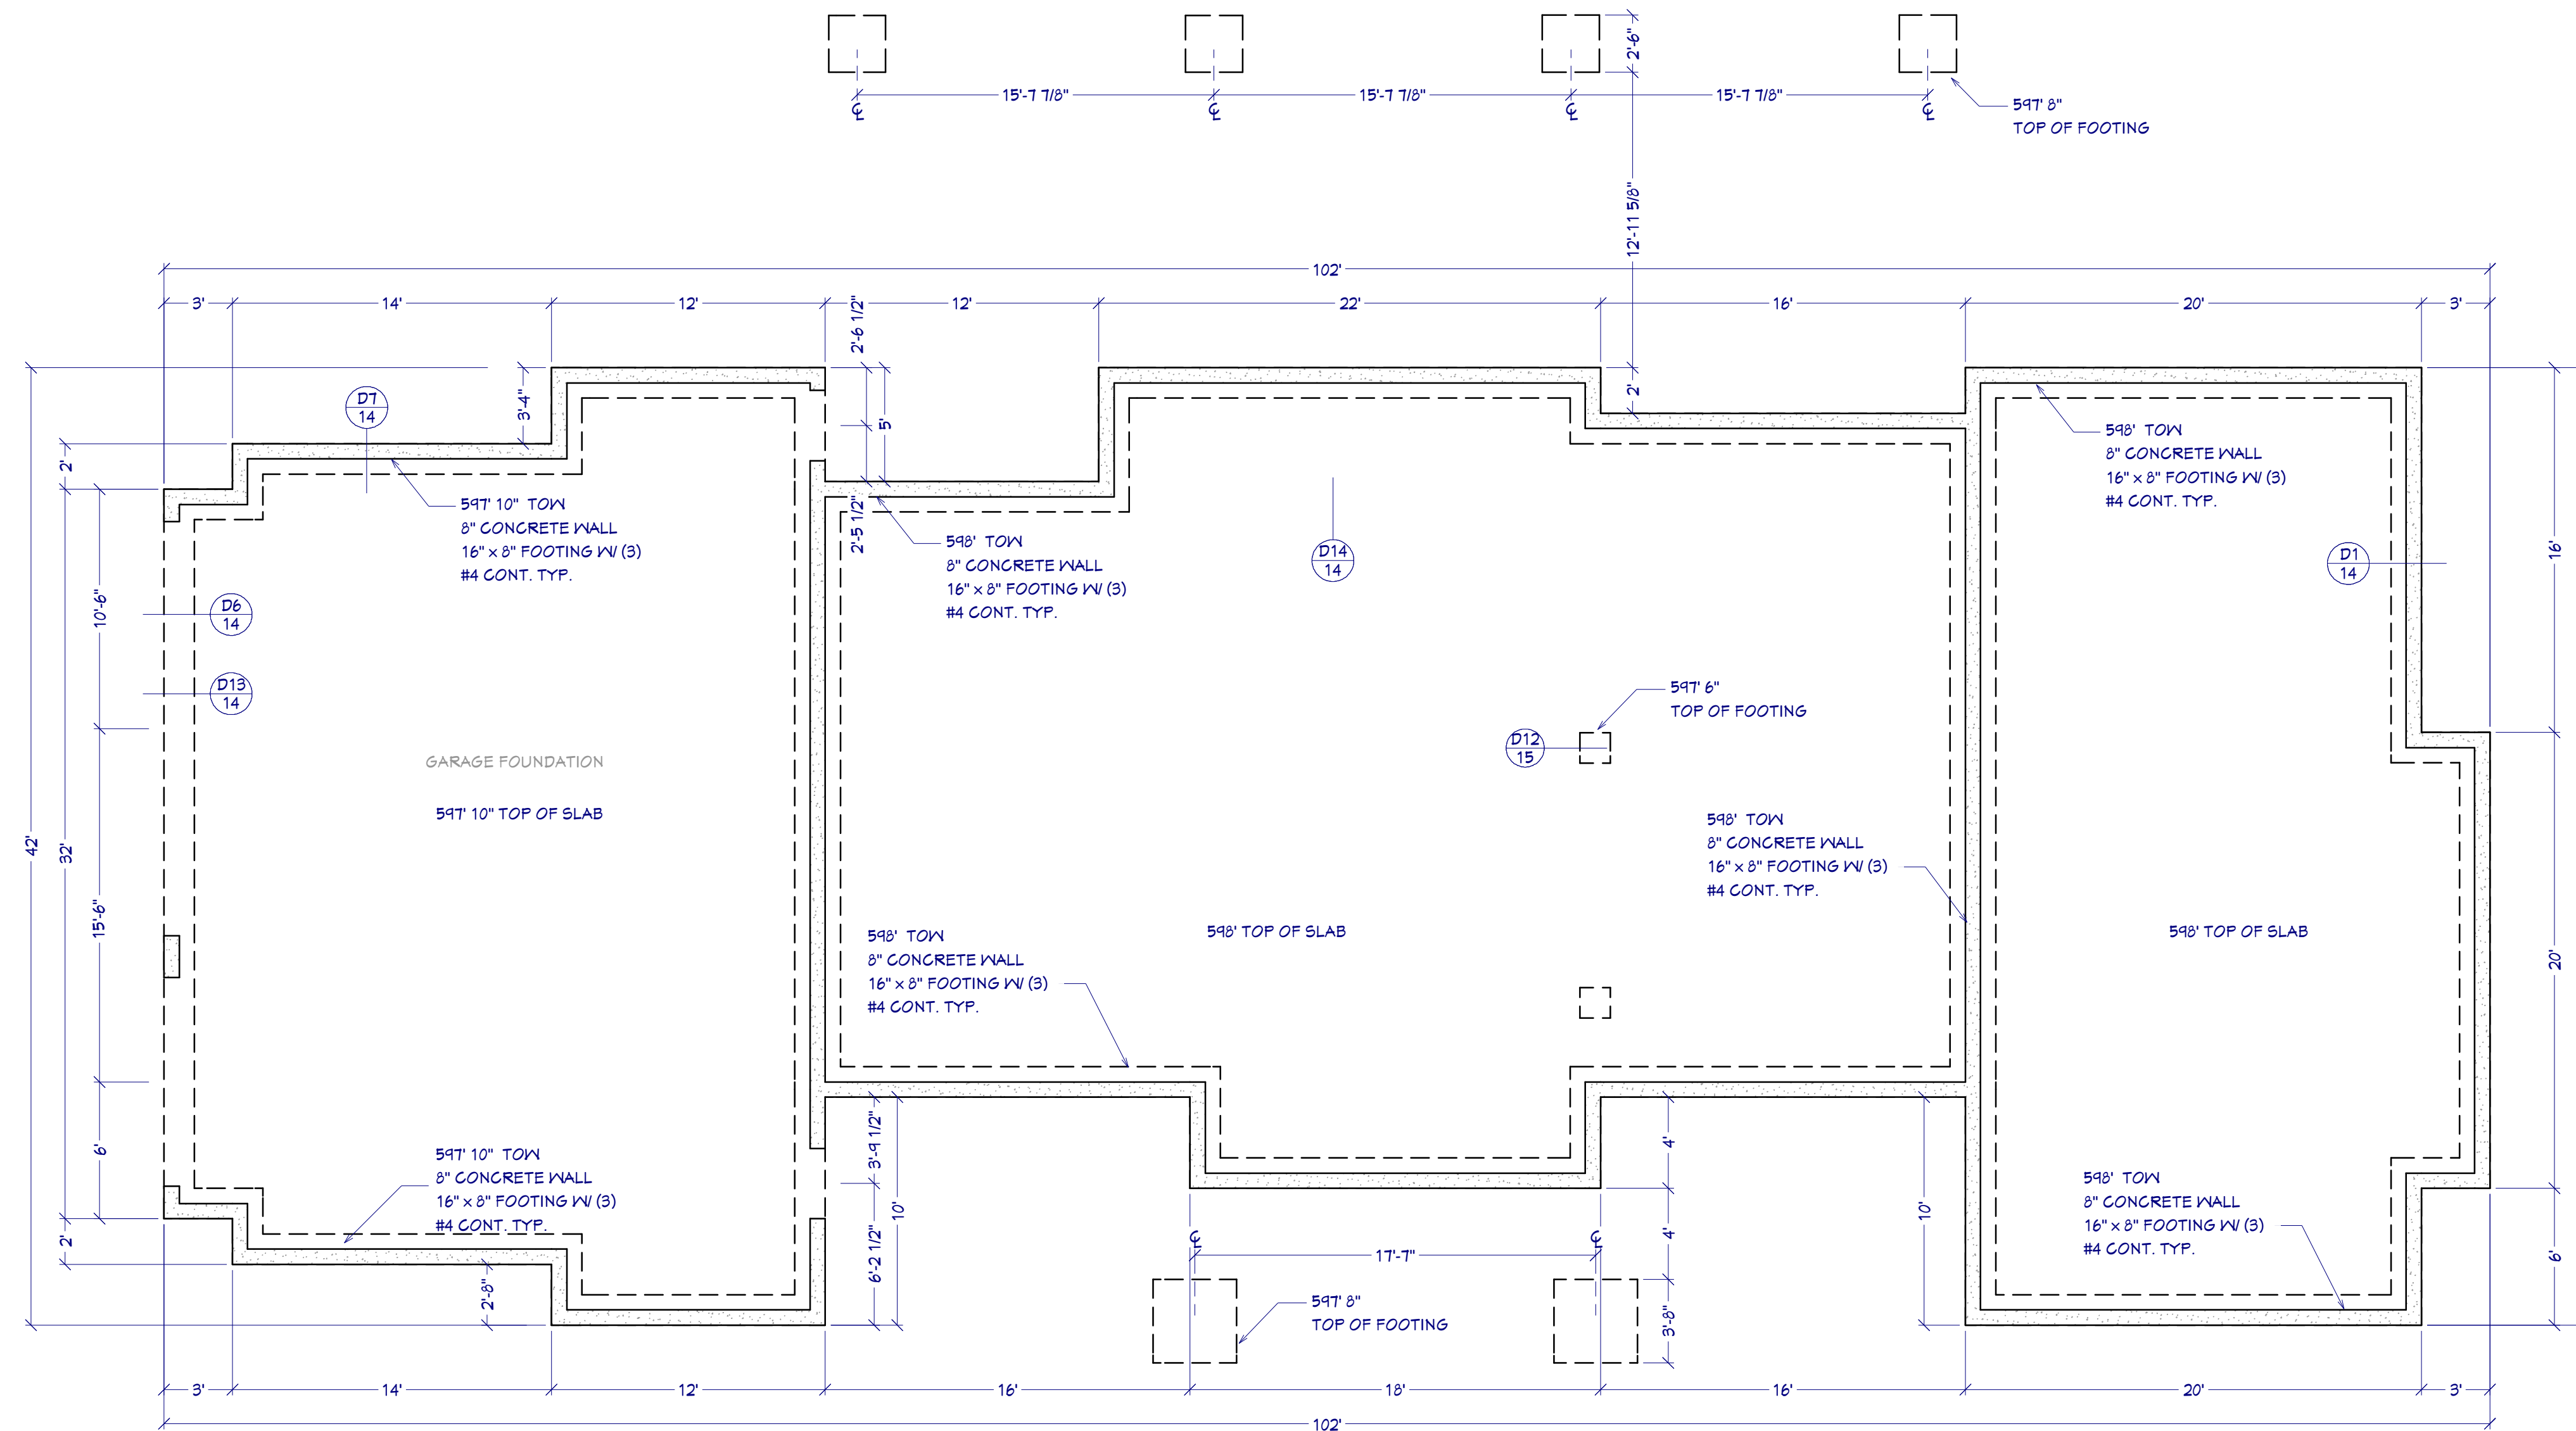 2'-6"
15'-7 7/8" 15'-7 7/8" 15'-7 7/8"
℄ ℄ ℄ ℄
597' 8"
TOP OF FOOTING
12'-11 5/8"
102'
3' 14' 12' 12' 22' 16' 20' 3'
2'-6 1/2"
3'-4"
5'
2'
D7
14
2'
597' 10" TOW
8" CONCRETE WALL
16" x 8" FOOTING W/ (3)
#4 CONT. TYP.
2'-5 1/2"
598' TOW
8" CONCRETE WALL
16" x 8" FOOTING W/ (3)
#4 CONT. TYP.
D14
14
598' TOW
8" CONCRETE WALL
16" x 8" FOOTING W/ (3)
#4 CONT. TYP.
D1
14
16'
10'-6"
D6
14
D13
14
597' 6"
TOP OF FOOTING
D12
15
GARAGE FOUNDATION
597' 10" TOP OF SLAB
42'
32'
15'-6"
598' TOW
8" CONCRETE WALL
16" x 8" FOOTING W/ (3)
#4 CONT. TYP.
598' TOW
8" CONCRETE WALL
16" x 8" FOOTING W/ (3)
#4 CONT. TYP.
598' TOP OF SLAB
598' TOP OF SLAB
20'
6'
597' 10" TOW
8" CONCRETE WALL
16" x 8" FOOTING W/ (3)
#4 CONT. TYP.
3'-9 1/2"
4'
598' TOW
8" CONCRETE WALL
16" x 8" FOOTING W/ (3)
#4 CONT. TYP.
2'
2'-8"
6'-2 1/2"
10'
℄ 17'-7" ℄
4'
10'
6'
597' 8"
TOP OF FOOTING
3'-8"
3' 14' 12' 16' 18' 16' 20' 3'
102'